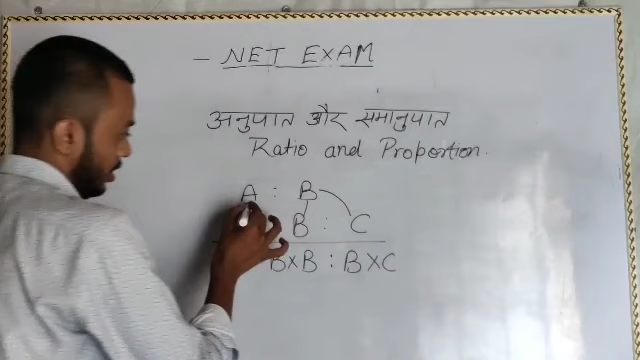 - NET EXAM
अनुपात और समानुपात
Ratio and Proportion.
A : B
B : C
B×B : B×C